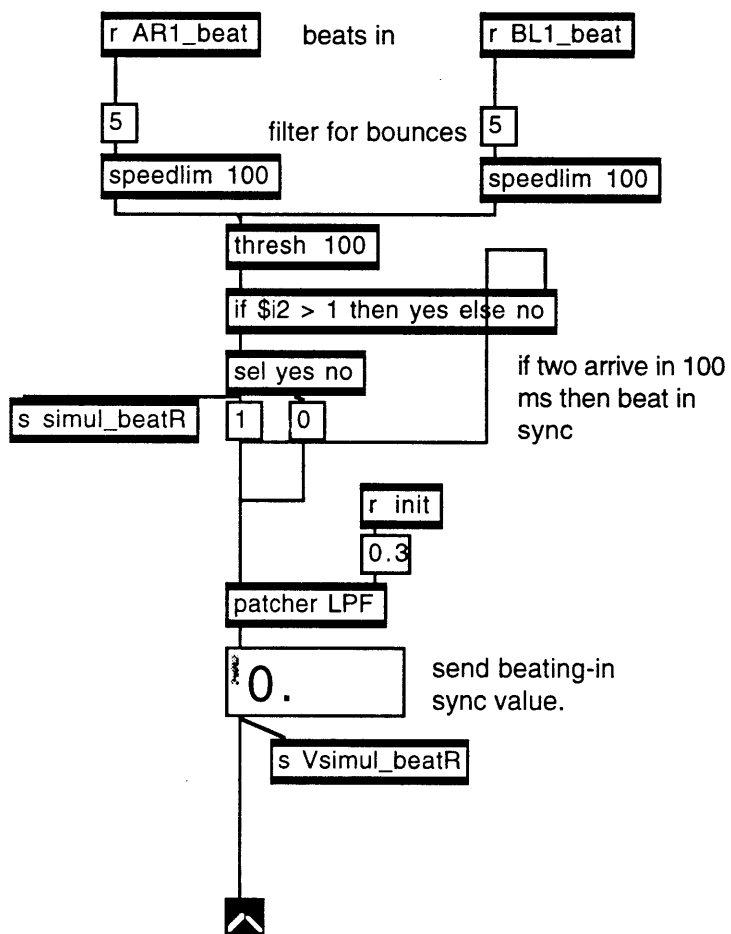 r AR1_beat
beats in
r BL1_beat
5
filter for bounces
5
speedlim 100
speedlim 100
thresh 100
if $i2 > 1 then yes else no
sel yes no
if two arrive in 100
ms then beat in
sync
s simul_beatR
1
0
r init
0.3
patcher LPF
0.
send beating-in
sync value.
s Vsimul_beatR